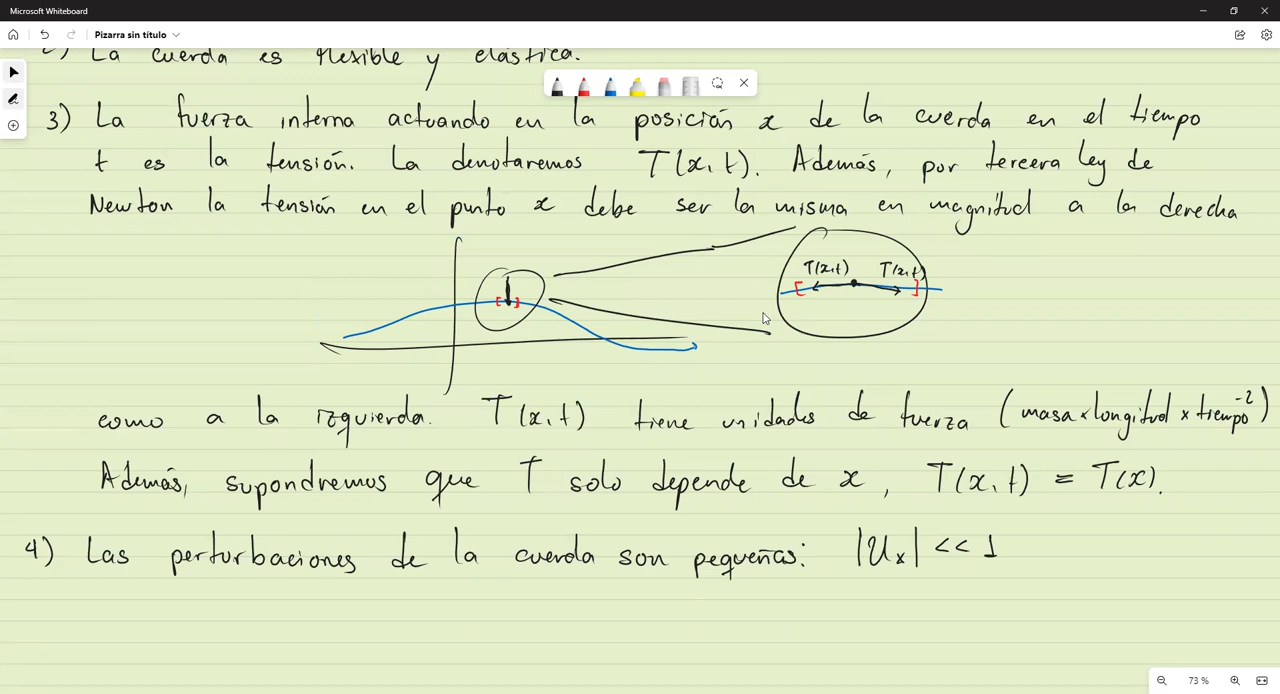 Microsoft Whiteboard
Pizarra sin título
2) La cuerda es flexible y elástica.
3) La fuerza interna actuando en la posición x de la cuerda en el tiempo
t es la tensión. La denotaremos T(x,t). Además, por tercera ley de
Newton la tensión en el punto x debe ser la misma en magnitud a la derecha
T(x,t) T(x,t)
como a la izquierda. T(x,t) tiene unidades de fuerza (masa×longitud×tiempo⁻²)
Además, supondremos que T solo depende de x, T(x,t) = T(x).
4) Las perturbaciones de la cuerda son pequeñas: |Uₓ| << 1
73 %